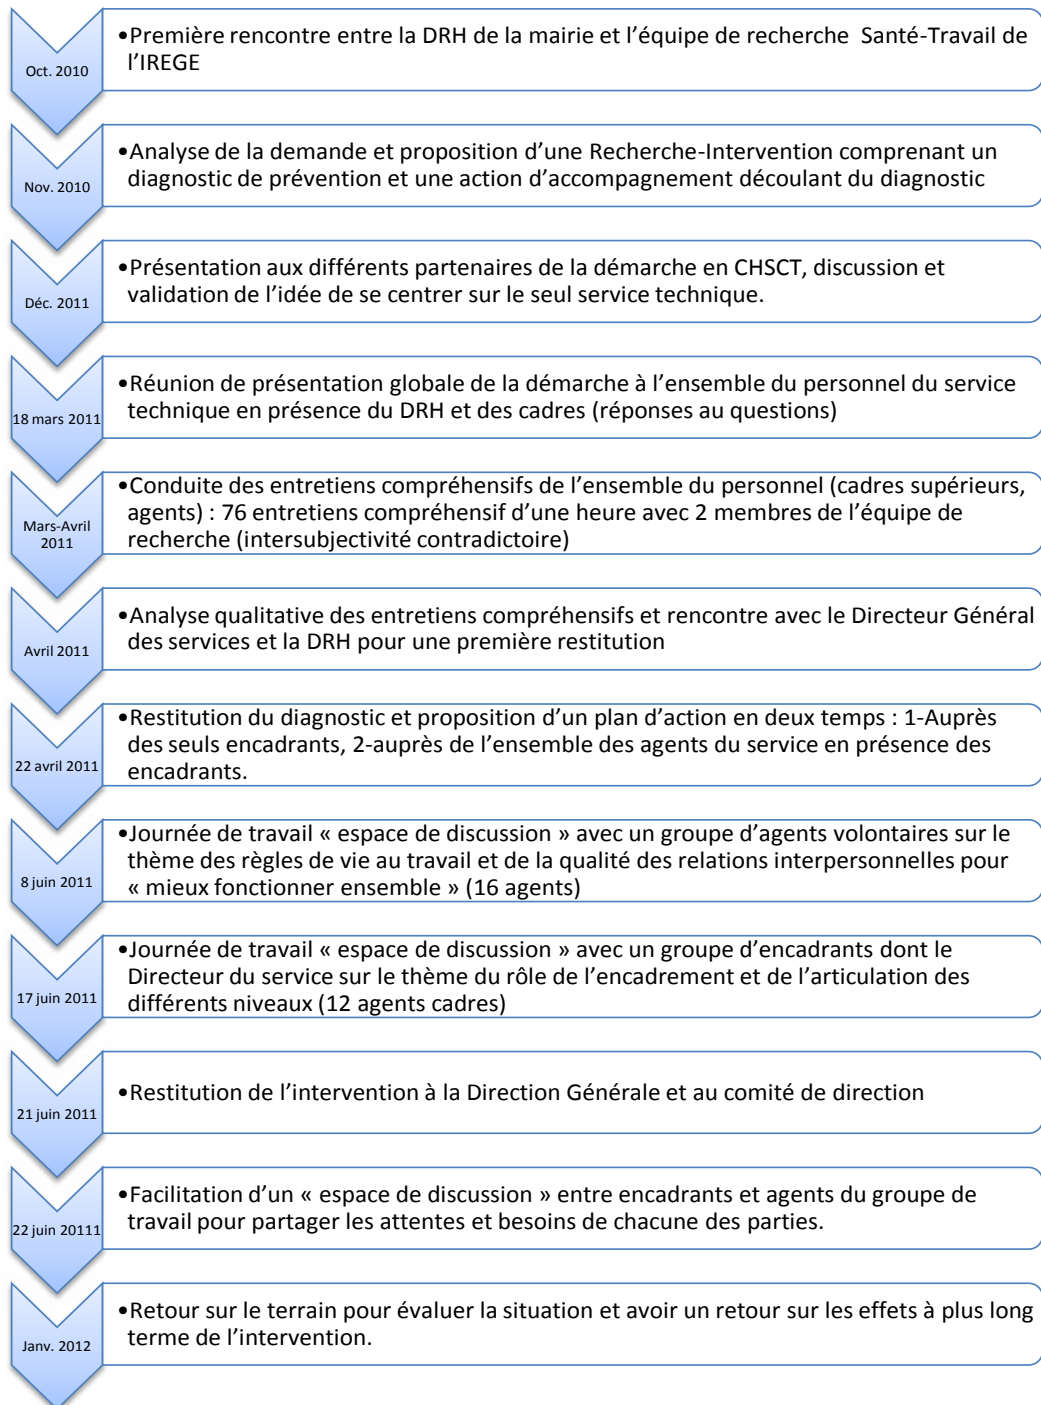 Oct. 2010
•Première rencontre entre la DRH de la mairie et l’équipe de recherche Santé-Travail de
l’IREGE
Nov. 2010
•Analyse de la demande et proposition d’une Recherche-Intervention comprenant un
diagnostic de prévention et une action d’accompagnement découlant du diagnostic
Déc. 2011
•Présentation aux différents partenaires de la démarche en CHSCT, discussion et
validation de l’idée de se centrer sur le seul service technique.
18 mars 2011
•Réunion de présentation globale de la démarche à l’ensemble du personnel du service
technique en présence du DRH et des cadres (réponses au questions)
Mars-Avril
2011
•Conduite des entretiens compréhensifs de l’ensemble du personnel (cadres supérieurs,
agents) : 76 entretiens compréhensif d’une heure avec 2 membres de l’équipe de
recherche (intersubjectivité contradictoire)
Avril 2011
•Analyse qualitative des entretiens compréhensifs et rencontre avec le Directeur Général
des services et la DRH pour une première restitution
22 avril 2011
•Restitution du diagnostic et proposition d’un plan d’action en deux temps : 1-Auprès
des seuls encadrants, 2-auprès de l’ensemble des agents du service en présence des
encadrants.
8 juin 2011
•Journée de travail « espace de discussion » avec un groupe d’agents volontaires sur le
thème des règles de vie au travail et de la qualité des relations interpersonnelles pour
« mieux fonctionner ensemble » (16 agents)
17 juin 2011
•Journée de travail « espace de discussion » avec un groupe d’encadrants dont le
Directeur du service sur le thème du rôle de l’encadrement et de l’articulation des
différents niveaux (12 agents cadres)
21 juin 2011
•Restitution de l’intervention à la Direction Générale et au comité de direction
22 juin 20111
•Facilitation d’un « espace de discussion » entre encadrants et agents du groupe de
travail pour partager les attentes et besoins de chacune des parties.
Janv. 2012
•Retour sur le terrain pour évaluer la situation et avoir un retour sur les effets à plus long
terme de l’intervention.